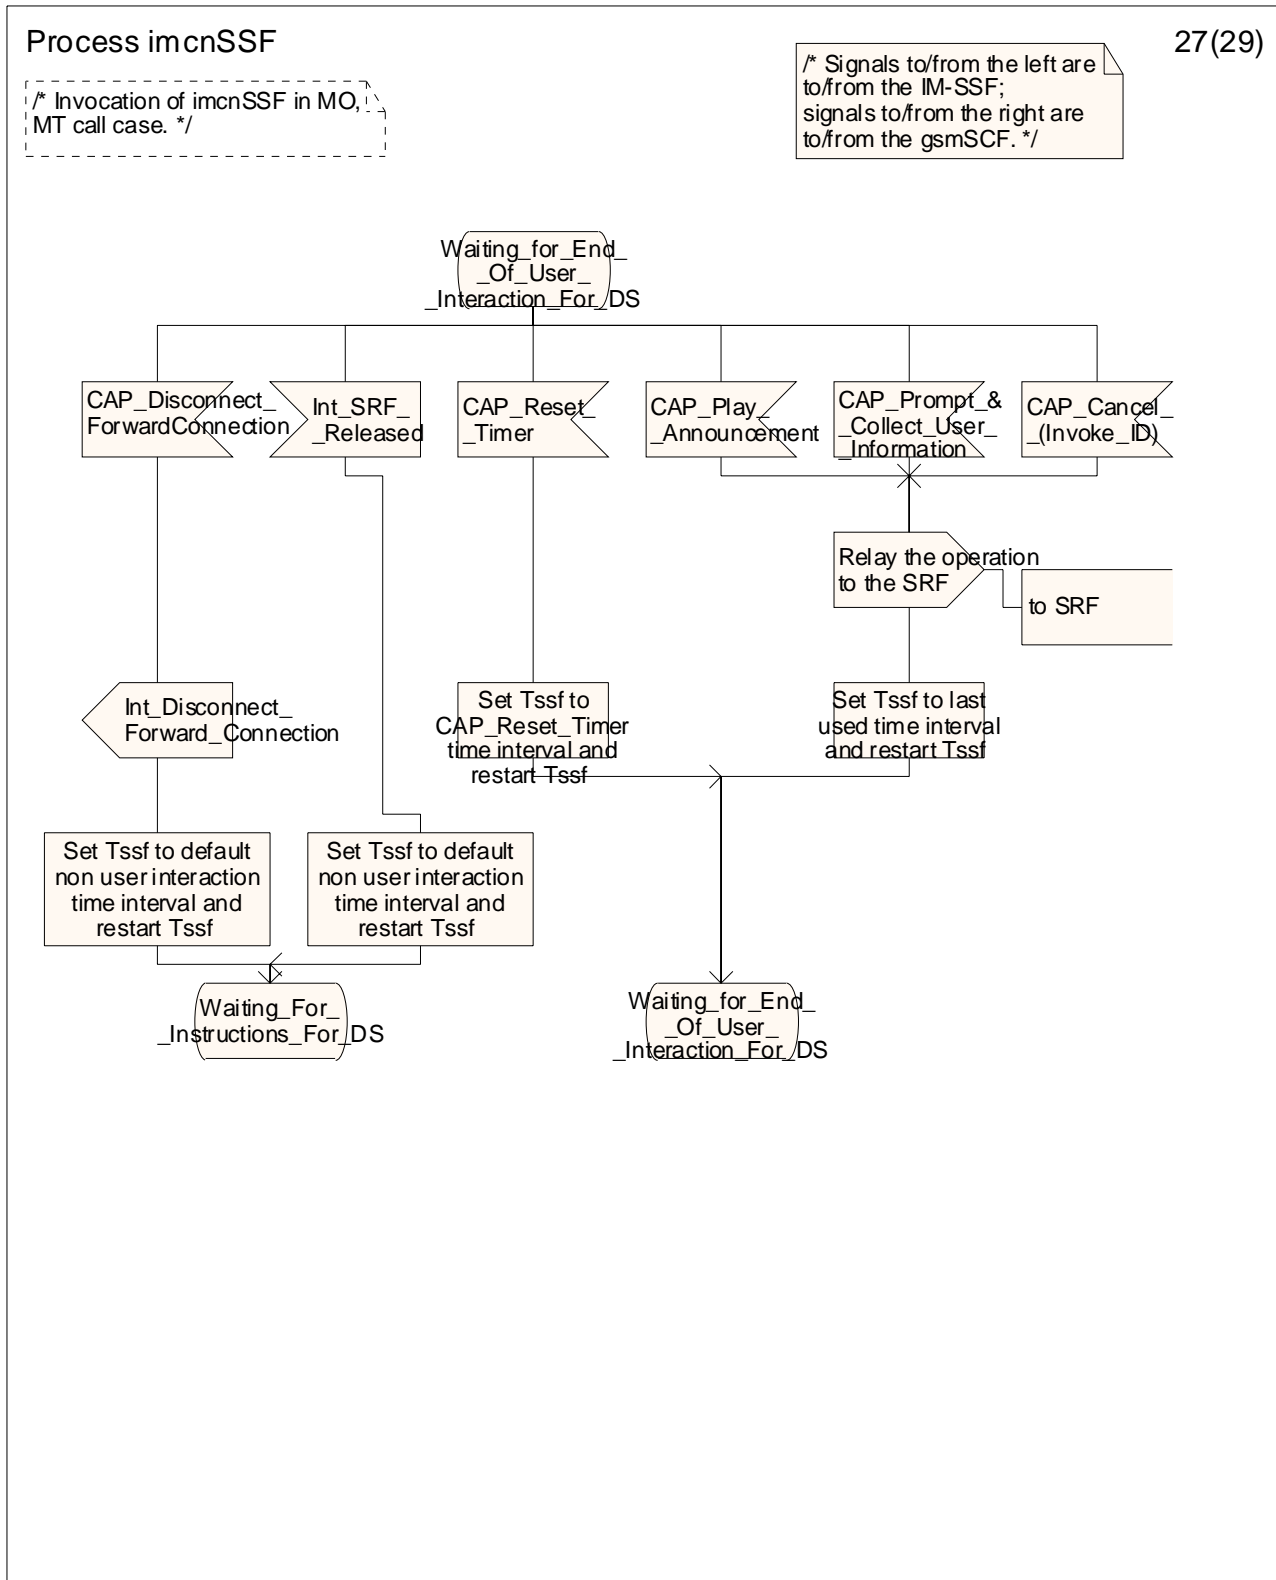 Process imcnSSF
27(29)
/* Invocation of imcnSSF in MO,
MT call case. */
/* Signals to/from the left are
to/from the IM-SSF;
signals to/from the right are
to/from the gsmSCF. */
Waiting_for_End_
_Of_User_
_Interaction_For_DS
CAP_Disconnect_
ForwardConnection
Int_SRF_
_Released
CAP_Reset_
_Timer
CAP_Play_
_Announcement
CAP_Prompt_&
_Collect_User_
_Information
CAP_Cancel_
_(Invoke_ID)
Relay the operation
to the SRF
to SRF
Int_Disconnect_
Forward_Connection
Set Tssf to
CAP_Reset_Timer
time interval and
restart Tssf
Set Tssf to last
used time interval
and restart Tssf
Set Tssf to default
non user interaction
time interval and
restart Tssf
Set Tssf to default
non user interaction
time interval and
restart Tssf
Waiting_For_
_Instructions_For_DS
Waiting_for_End_
_Of_User_
_Interaction_For_DS